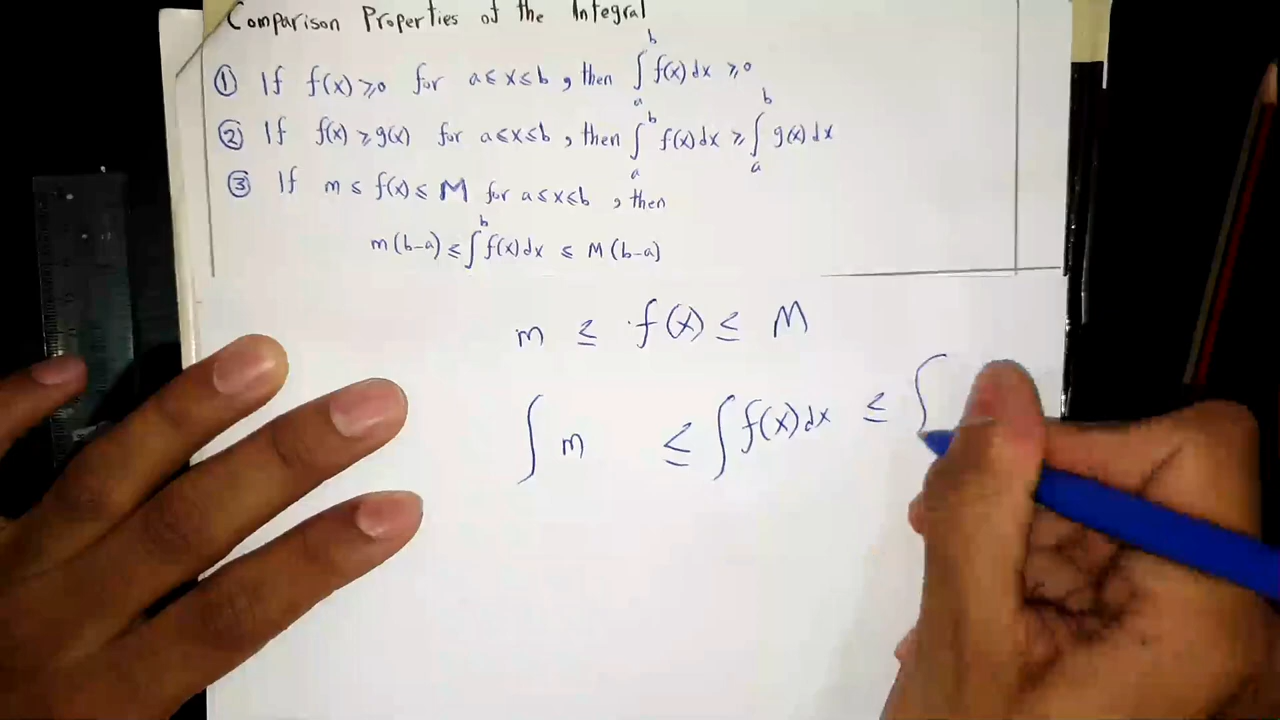 Comparison Properties of the Integral
① If f(x) ⩾ 0 for a ≤ x ≤ b , then ∫_a^b f(x) dx ⩾ 0
② If f(x) ⩾ g(x) for a ≤ x ≤ b , then ∫_a^b f(x) dx ⩾ ∫_a^b g(x) dx
③ If m ≤ f(x) ≤ M for a ≤ x ≤ b , then
m (b-a) ≤ ∫^b f(x) dx ≤ M (b-a)
m ≤ f(x) ≤ M
∫ m ≤ ∫ f(x) dx ≤ ∫